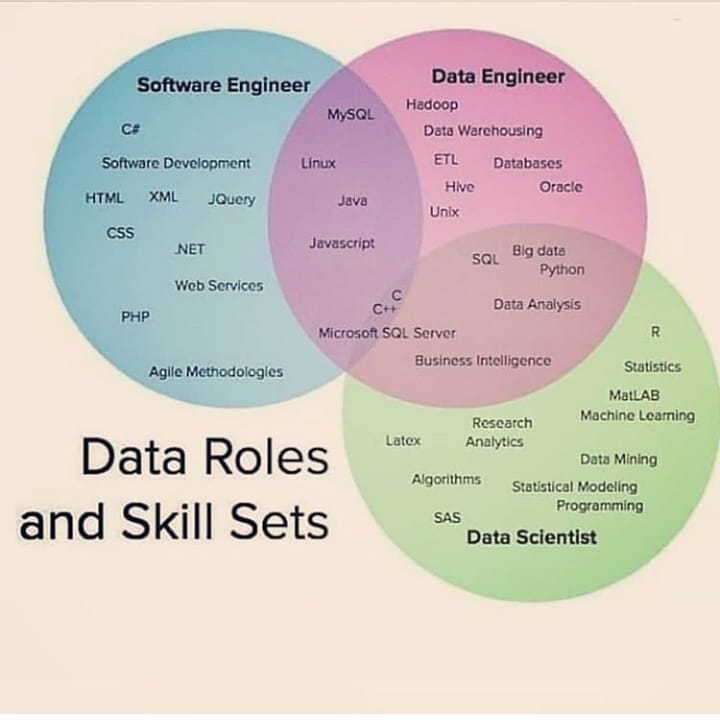 Software Engineer
C#
Software Development
HTML XML JQuery
CSS
.NET
Web Services
PHP
Agile Methodologies
MySQL
Linux
Java
Javascript
C
C++
Microsoft SQL Server
Data Engineer
Hadoop
Data Warehousing
ETL Databases
Hive Oracle
Unix
SQL Big data
Python
Data Analysis
Business Intelligence
R
Statistics
MatLAB
Machine Learning
Research
Latex Analytics
Data Mining
Algorithms Statistical Modeling
Programming
SAS
Data Scientist
Data Roles
and Skill Sets